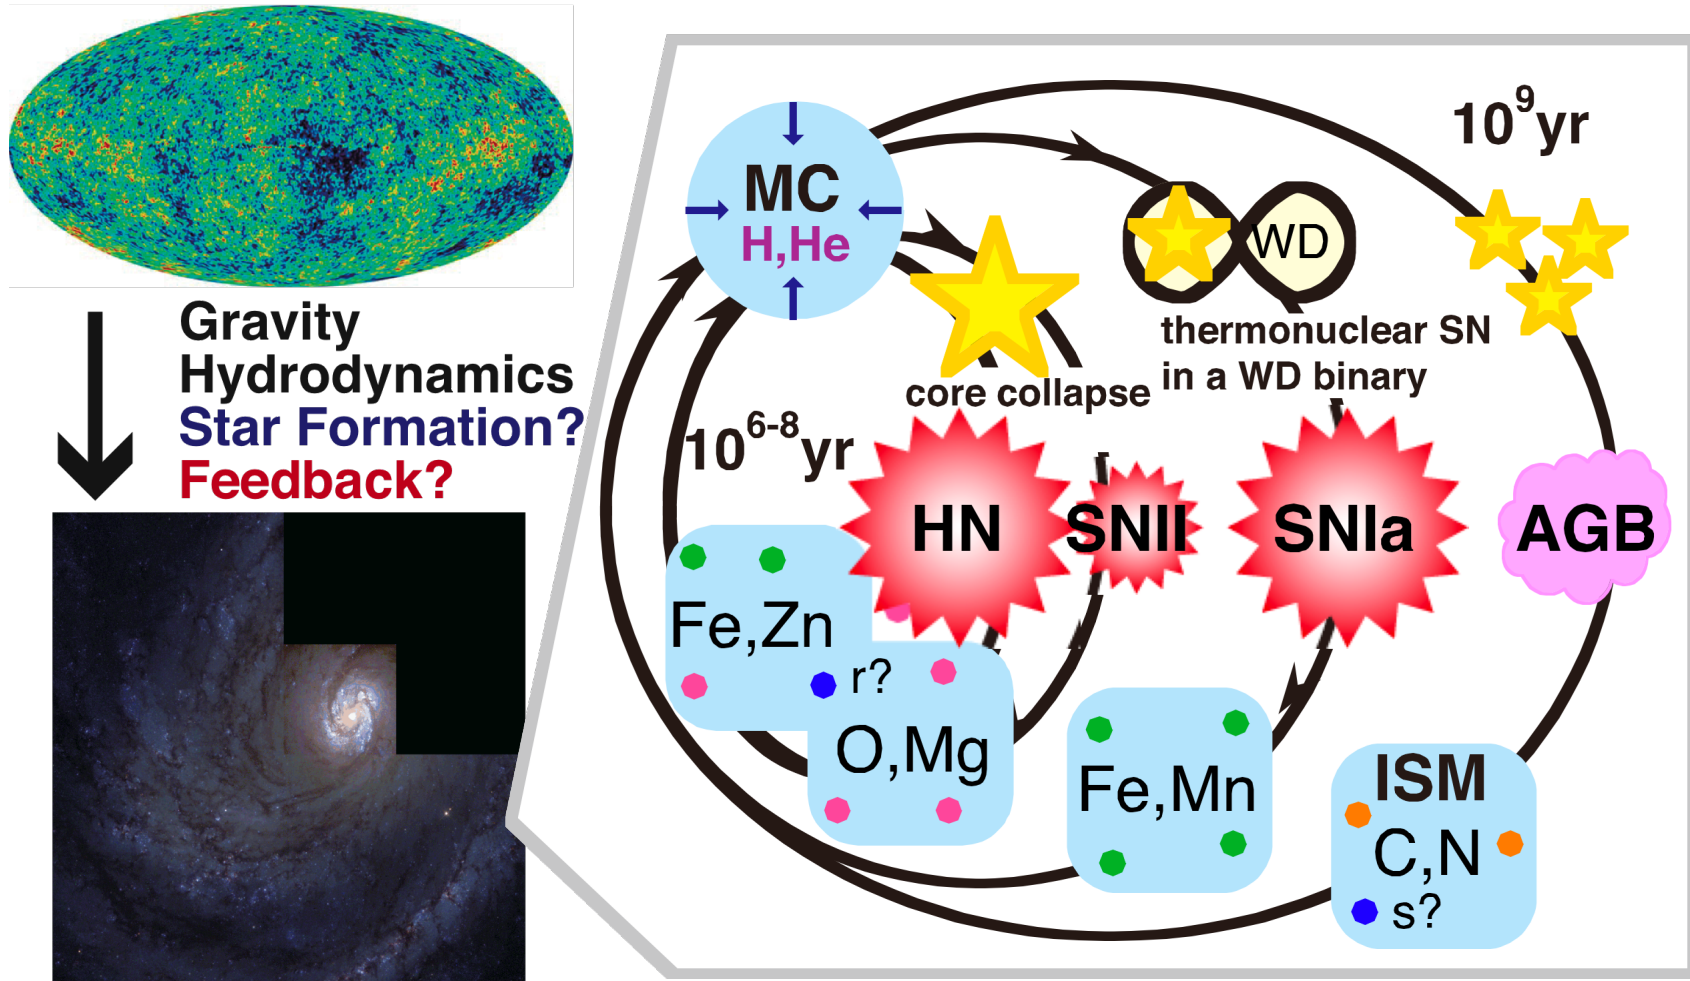 Gravity
Hydrodynamics
Star Formation?
Feedback?
MC
H,He
10⁹yr
WD
thermonuclear SN
in a WD binary
core collapse
10⁶⁻⁸yr
HN
SNII
SNIa
AGB
Fe,Zn
r?
O,Mg
Fe,Mn
ISM
C,N
s?